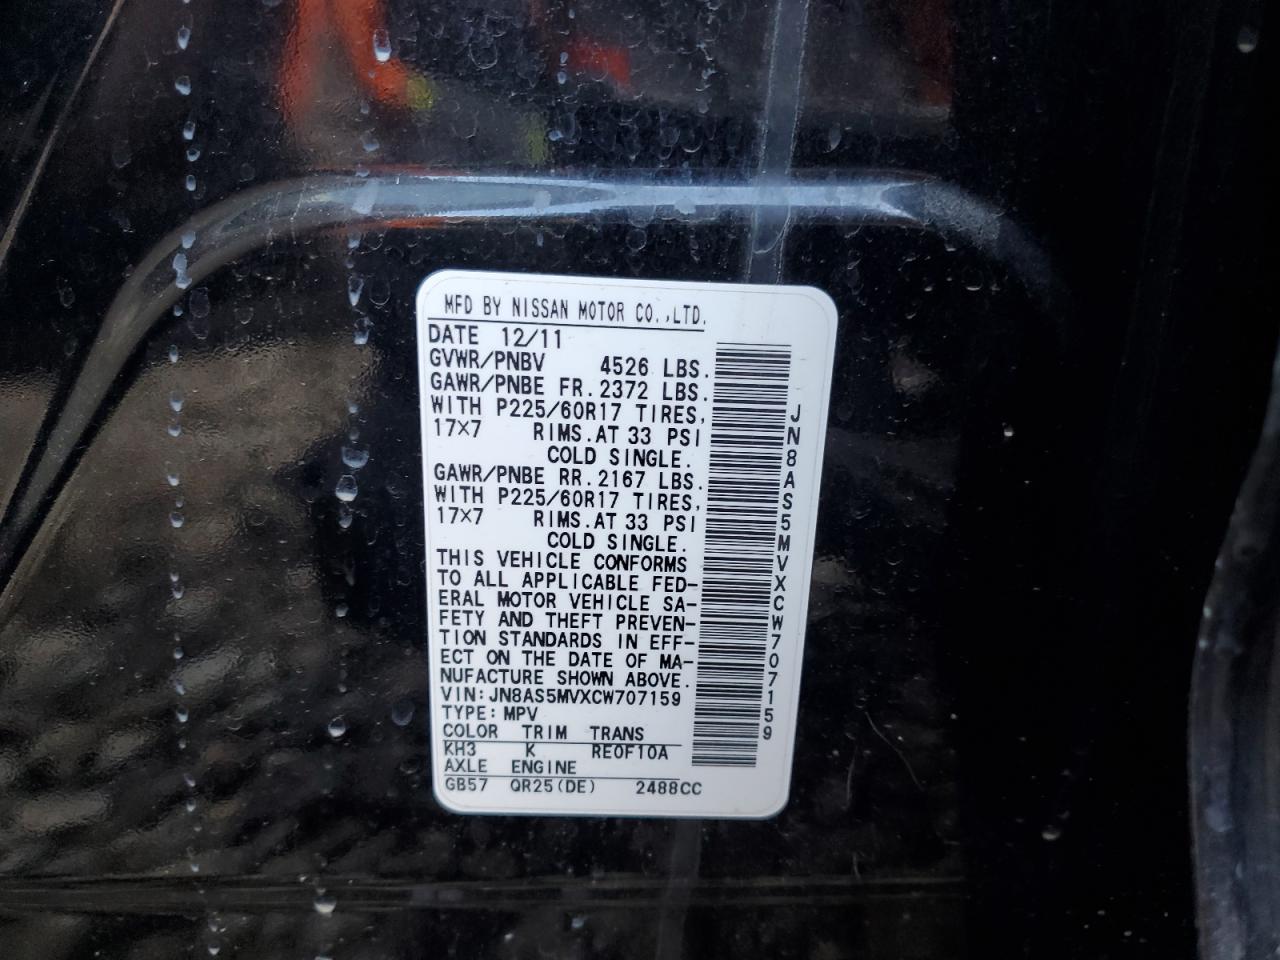 MFD BY NISSAN MOTOR CO.,LTD.
DATE 12/11
GVWR/PNBV 4526 LBS.
GAWR/PNBE FR.2372 LBS.
WITH P225/60R17 TIRES,
17×7 RIMS.AT 33 PSI
COLD SINGLE.
GAWR/PNBE RR.2167 LBS.
WITH P225/60R17 TIRES,
17×7 RIMS.AT 33 PSI
COLD SINGLE.
THIS VEHICLE CONFORMS
TO ALL APPLICABLE FED-
ERAL MOTOR VEHICLE SA-
FETY AND THEFT PREVEN-
TION STANDARDS IN EFF-
ECT ON THE DATE OF MA-
NUFACTURE SHOWN ABOVE.
VIN:JN8AS5MVXCW707159
TYPE:MPV
COLOR TRIM TRANS
KH3 K RE0F10A
AXLE ENGINE
GB57 QR25(DE) 2488CC
JN8AS5MVXCW707159